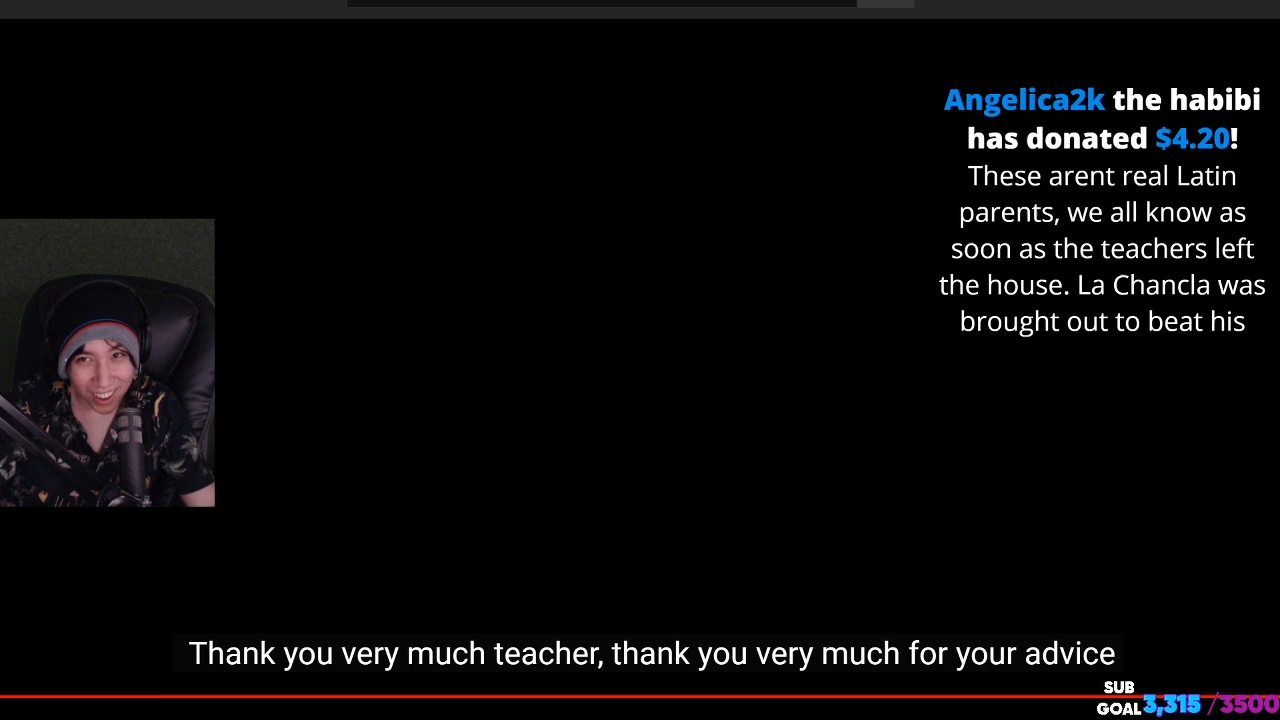 Angelica2k the habibi
has donated $4.20!
These arent real Latin
parents, we all know as
soon as the teachers left
the house. La Chancla was
brought out to beat his
Thank you very much teacher, thank you very much for your advice
SUB
GOAL 3,315 /3500